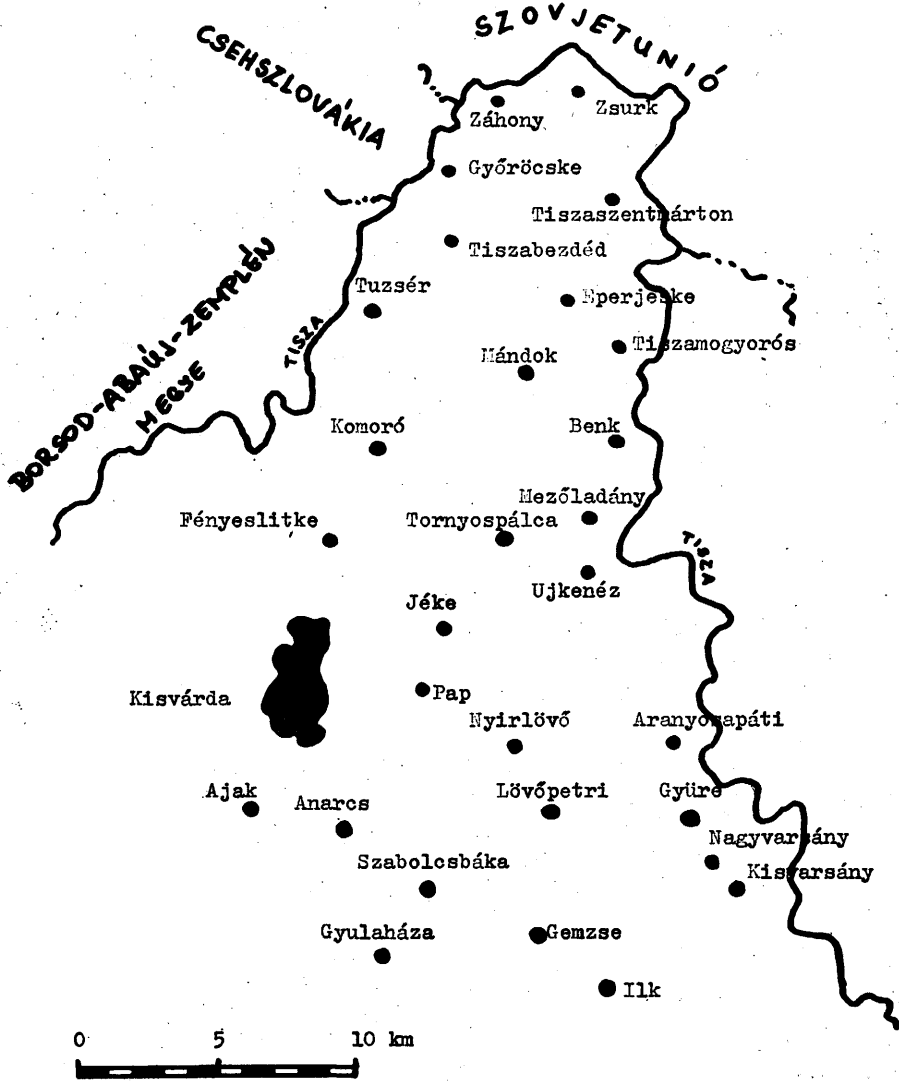 SZOVJETUNIÓ
CSEHSZLOVÁKIA
Záhony
Zsurk
Győröcske
Tiszaszentmárton
Tiszabezdéd
Tuzsér
Eperjeske
TISZA
BORSOD-ABAÚJ-ZEMPLÉN
MEGYE
Tiszamogyorós
Mándok
Komoró
Benk
Mezőladány
Fényeslitke
Tornyospálca
TISZA
Ujkenéz
Jéke
Kisvárda
Pap
Nyirlövő
Aranyosapáti
Ajak
Anarcs
Lövőpetri
Gyüre
Nagyvarsány
Szabolcsbáka
Kisvarsány
Gyulaháza
Gemzse
Ilk
0 5 10 km